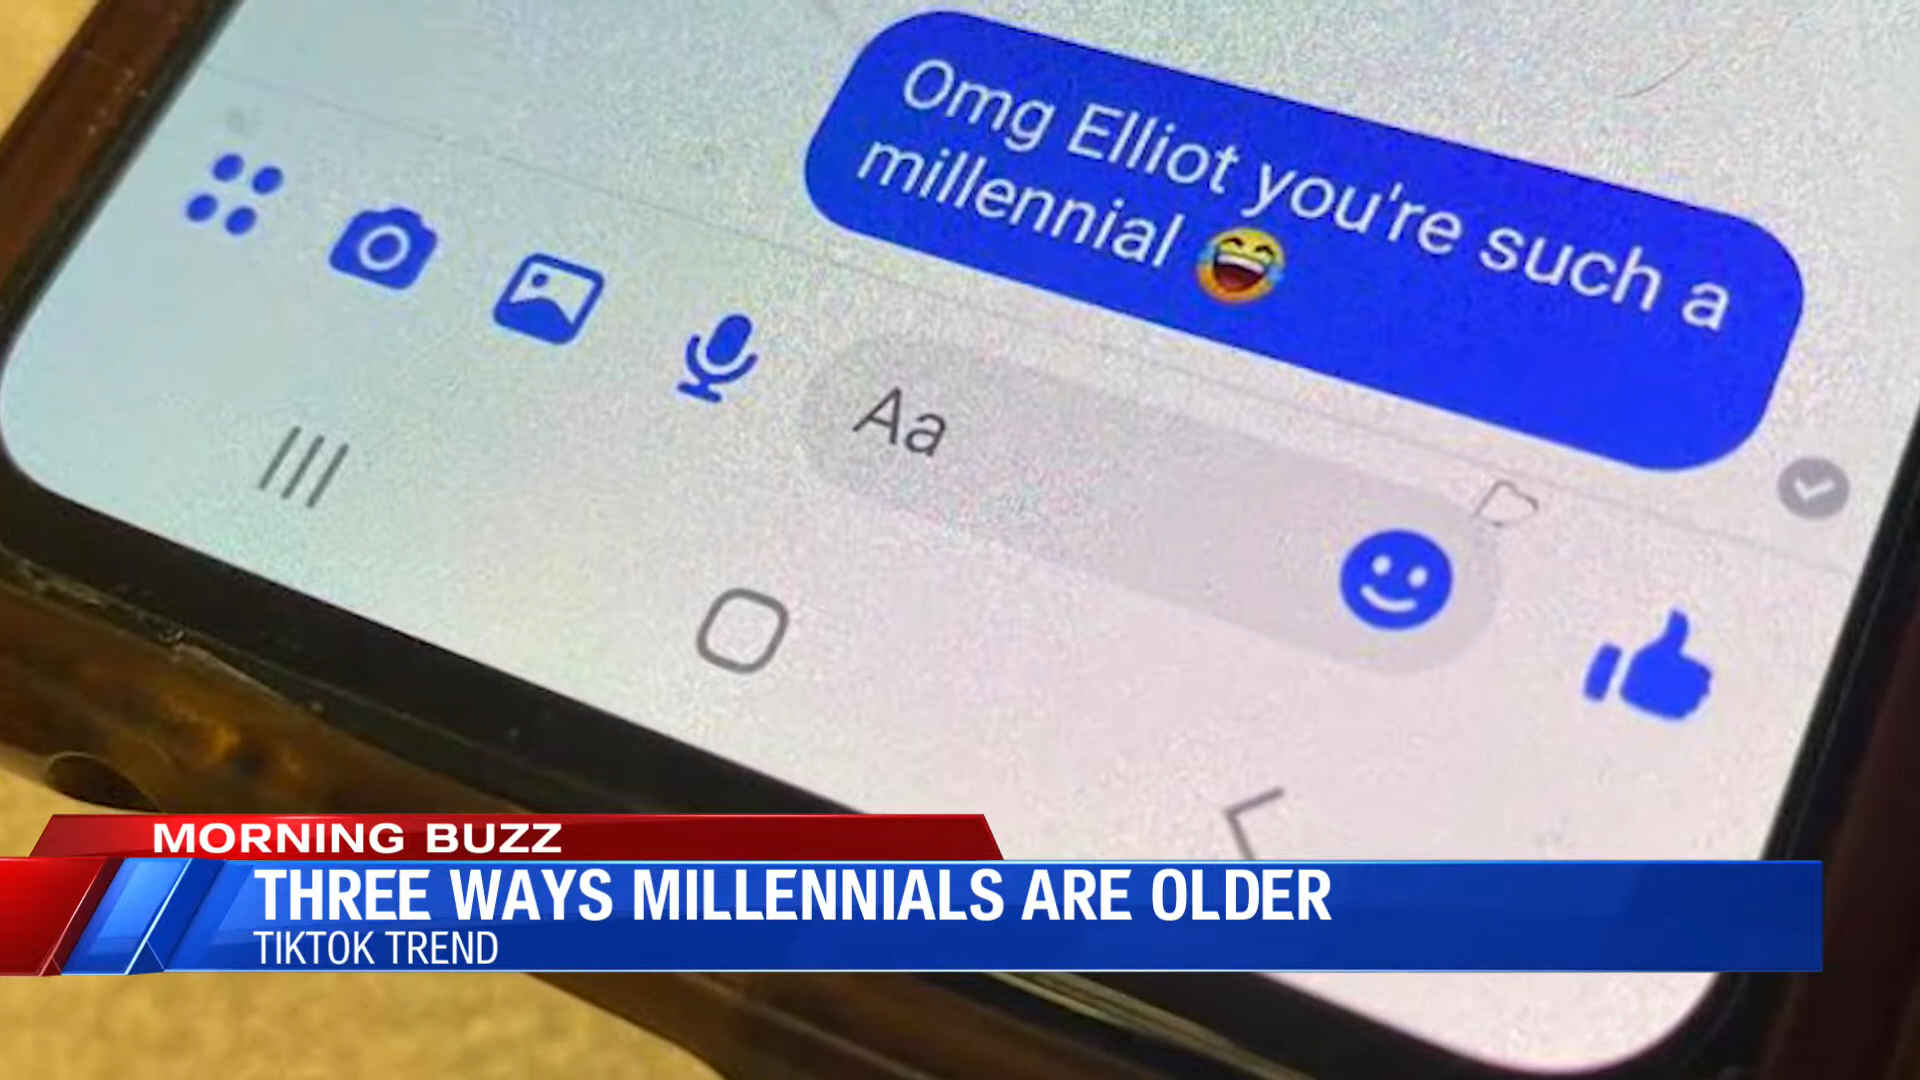 Omg Elliot you're such a
millennial 😂
Aa
MORNING BUZZ
THREE WAYS MILLENNIALS ARE OLDER
TIKTOK TREND